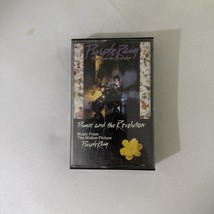 Purple Rain
Prince and the Revolution
Music From
The Motion Picture
Purple Rain